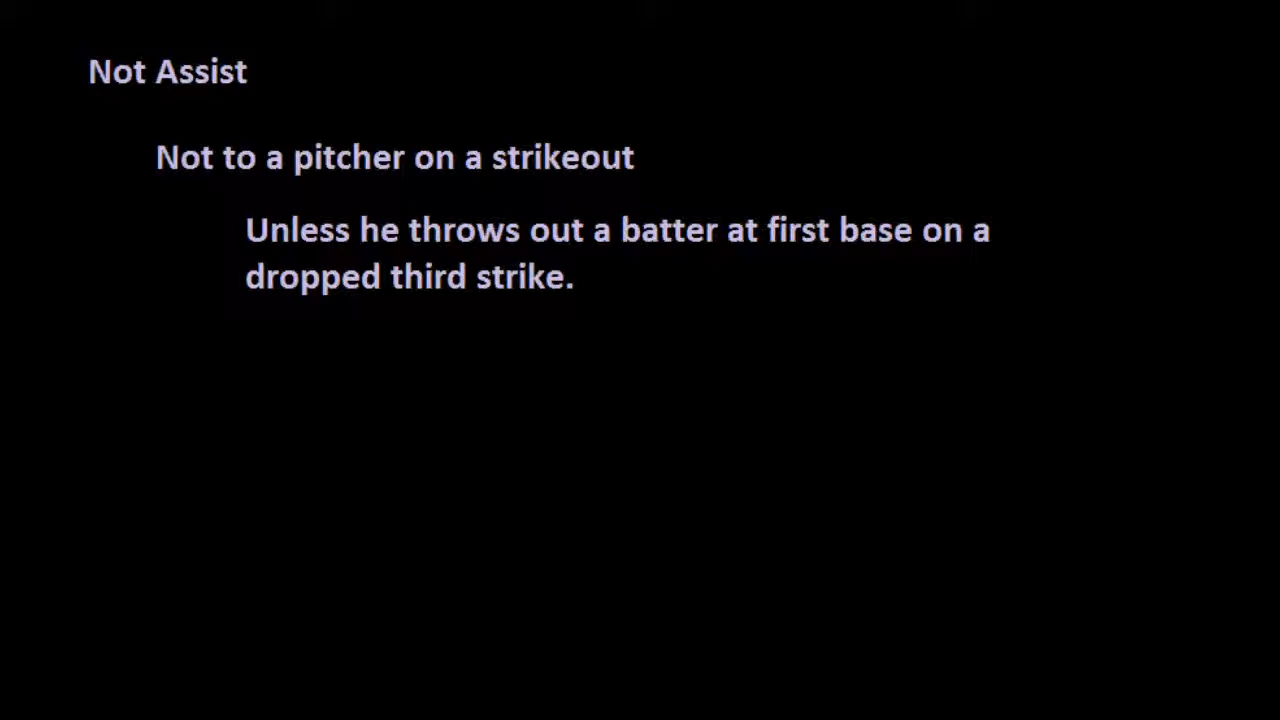 Not Assist
Not to a pitcher on a strikeout
Unless he throws out a batter at first base on a
dropped third strike.